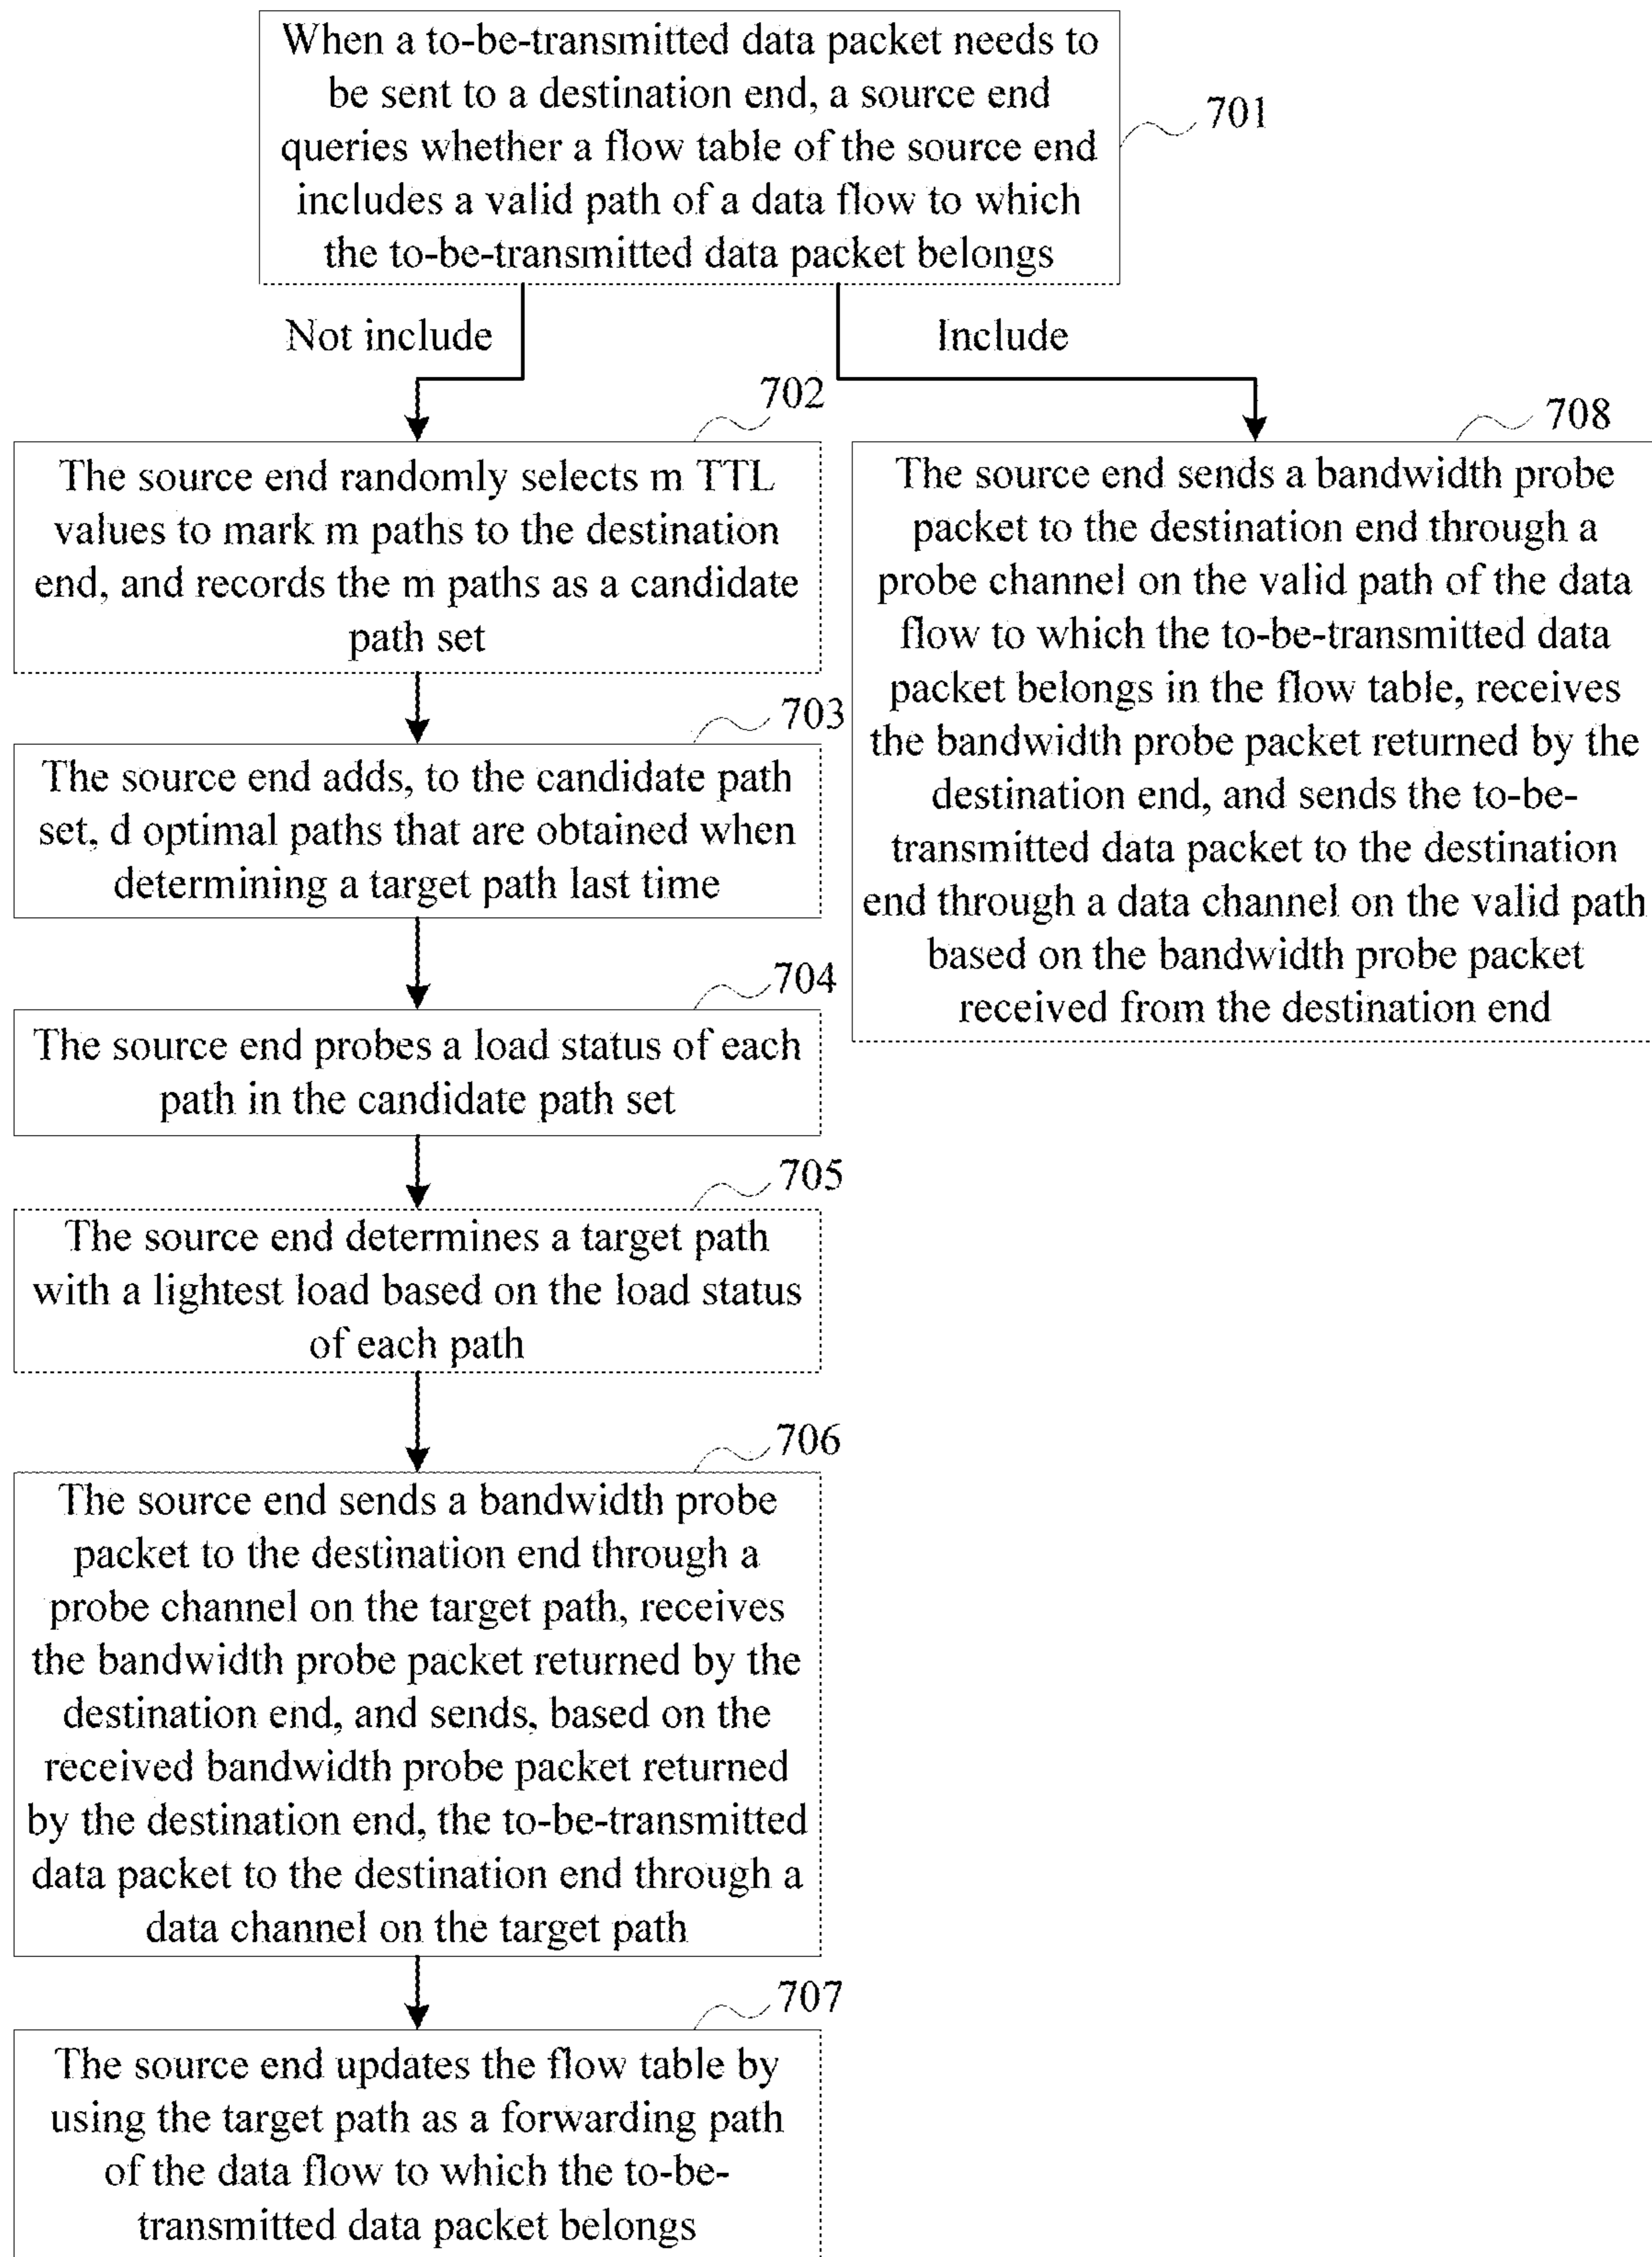 When a to-be-transmitted data packet needs to
be sent to a destination end, a source end
queries whether a flow table of the source end
includes a valid path of a data flow to which
the to-be-transmitted data packet belongs
701
Not include
Include
702
The source end randomly selects m TTL
values to mark m paths to the destination
end, and records the m paths as a candidate
path set
703
The source end adds, to the candidate path
set, d optimal paths that are obtained when
determining a target path last time
704
The source end probes a load status of each
path in the candidate path set
705
The source end determines a target path
with a lightest load based on the load status
of each path
706
The source end sends a bandwidth probe
packet to the destination end through a
probe channel on the target path, receives
the bandwidth probe packet returned by the
destination end, and sends, based on the
received bandwidth probe packet returned
by the destination end, the to-be-transmitted
data packet to the destination end through a
data channel on the target path
707
The source end updates the flow table by
using the target path as a forwarding path
of the data flow to which the to-be-
transmitted data packet belongs
708
The source end sends a bandwidth probe
packet to the destination end through a
probe channel on the valid path of the data
flow to which the to-be-transmitted data
packet belongs in the flow table, receives
the bandwidth probe packet returned by the
destination end, and sends the to-be-
transmitted data packet to the destination
end through a data channel on the valid path
based on the bandwidth probe packet
received from the destination end